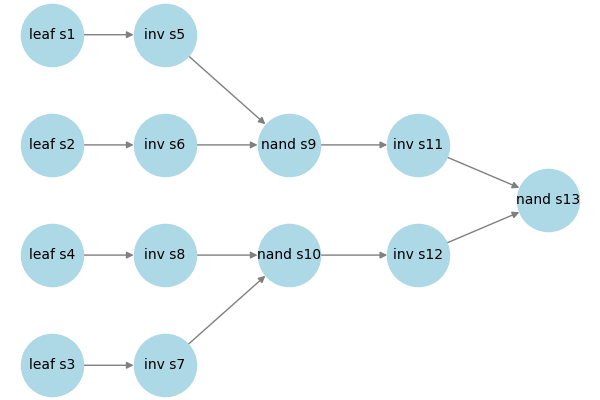 leaf s1
inv s5
leaf s2
inv s6
nand s9
inv s11
nand s13
leaf s4
inv s8
nand s10
inv s12
leaf s3
inv s7